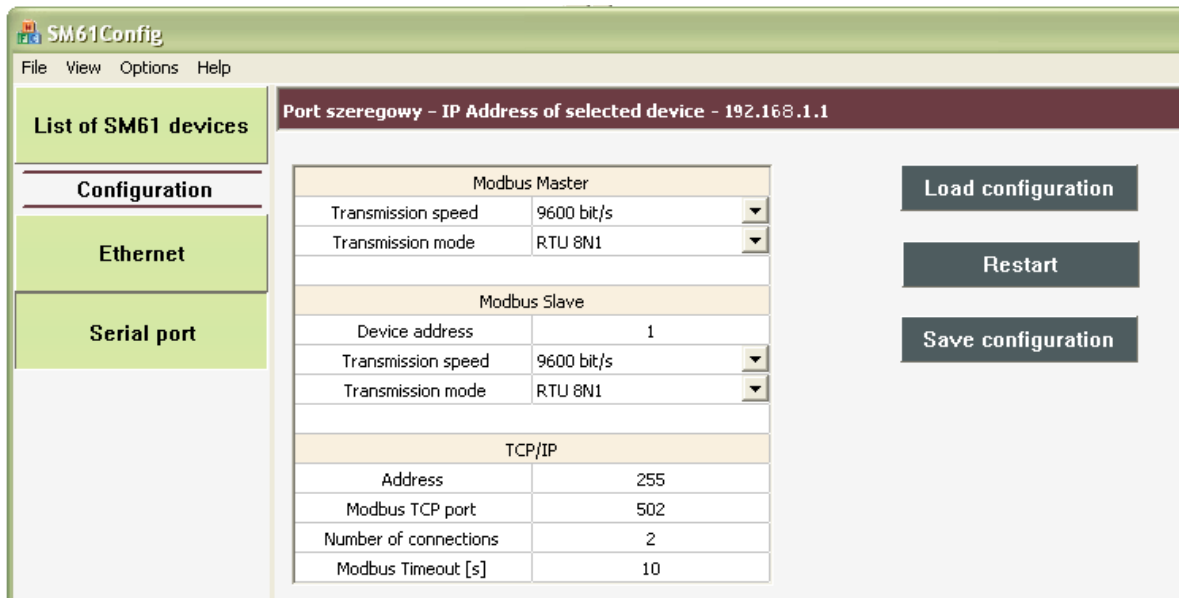 SM61Config
File View Options Help
List of SM61 devices
Configuration
Ethernet
Serial port
Port szeregowy - IP Address of selected device - 192.168.1.1
Modbus Master
Transmission speed 9600 bit/s
Transmission mode RTU 8N1
Modbus Slave
Device address 1
Transmission speed 9600 bit/s
Transmission mode RTU 8N1
TCP/IP
Address 255
Modbus TCP port 502
Number of connections 2
Modbus Timeout [s] 10
Load configuration
Restart
Save configuration